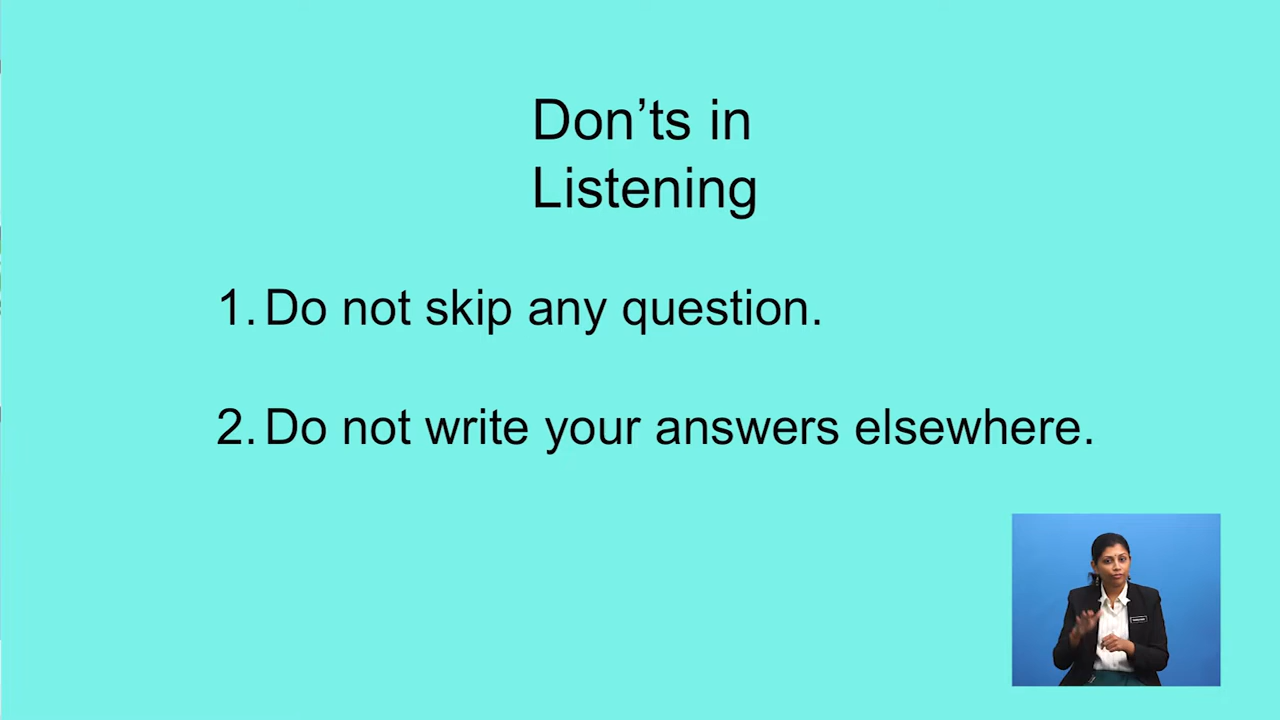 Don’ts in
Listening
1. Do not skip any question.
2. Do not write your answers elsewhere.